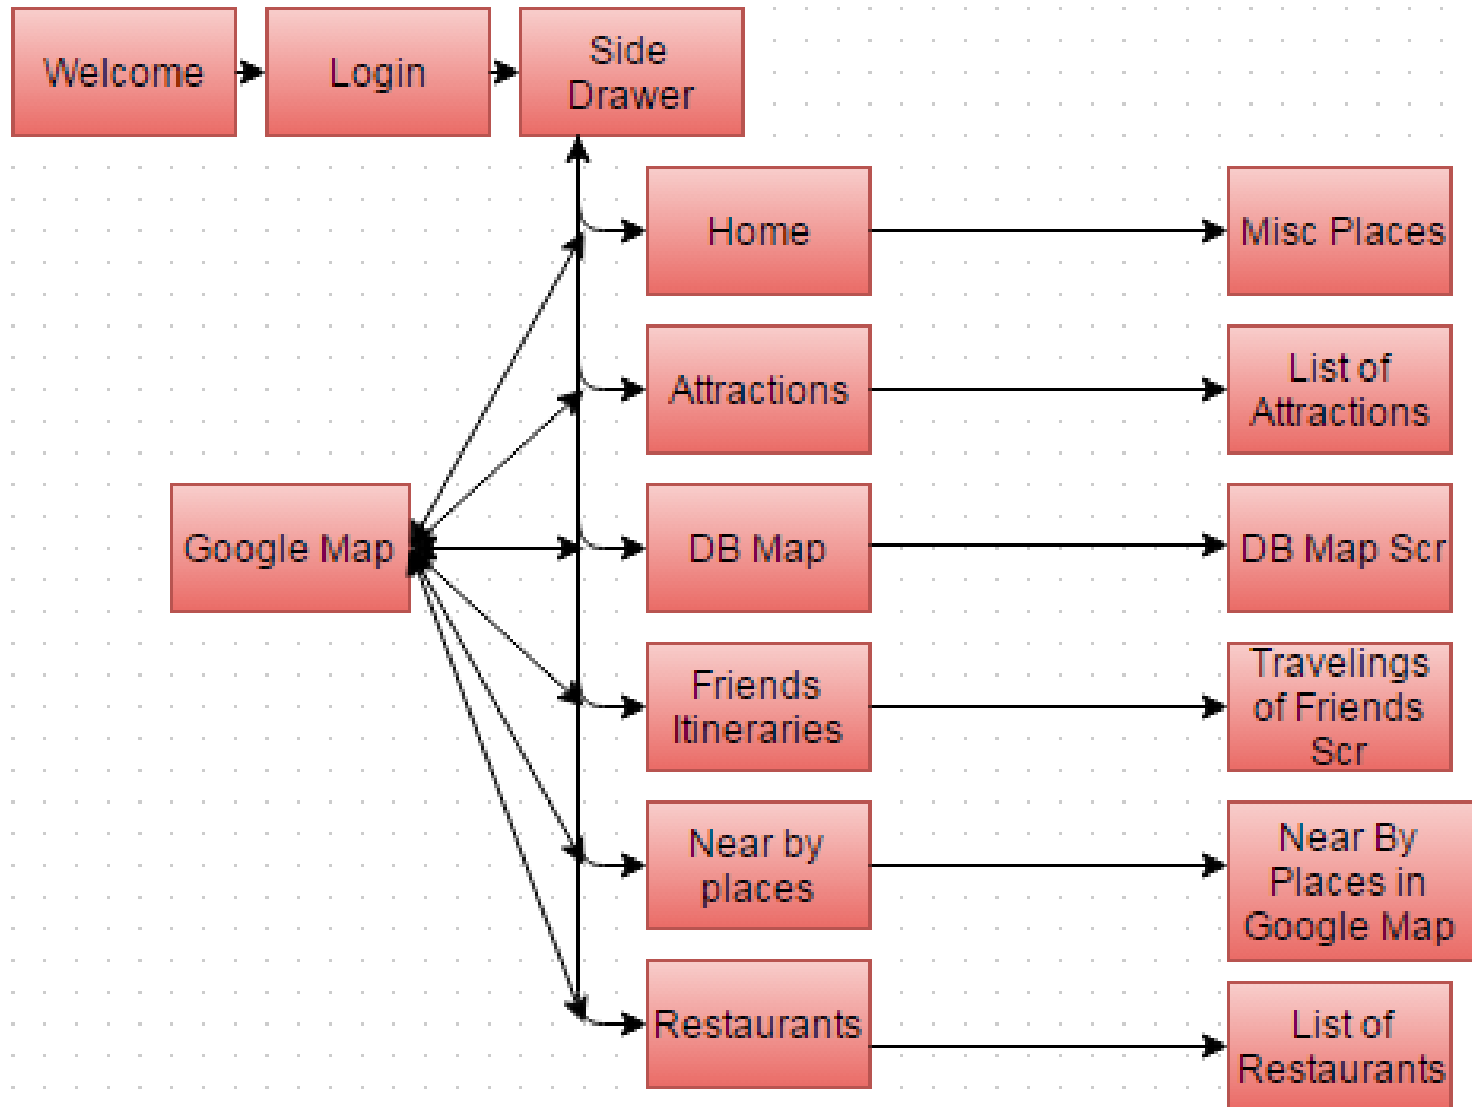 Welcome
Login
Side
Drawer
Home
Misc Places
Attractions
List of
Attractions
Google Map
DB Map
DB Map Scr
Friends
Itineraries
Travelings
of Friends
Scr
Near by
places
Near By
Places in
Google Map
Restaurants
List of
Restaurants